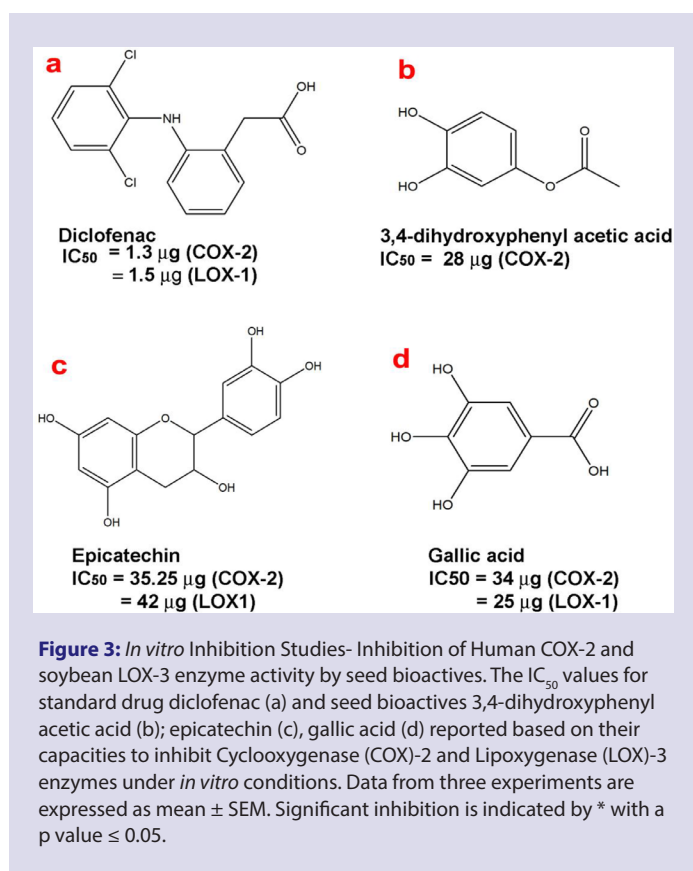 a
Cl
NH
OH
O
Cl
Diclofenac
IC50 = 1.3 µg (COX-2)
= 1.5 µg (LOX-1)
b
HO
HO
O
O
3,4-dihydroxyphenyl acetic acid
IC50 = 28 µg (COX-2)
c
OH
OH
HO
O
OH
OH
Epicatechin
IC50 = 35.25 µg (COX-2)
= 42 µg (LOX1)
d
HO
HO
HO
O
OH
Gallic acid
IC50 = 34 µg (COX-2)
= 25 µg (LOX-1)
Figure 3: In vitro Inhibition Studies- Inhibition of Human COX-2 and
soybean LOX-3 enzyme activity by seed bioactives. The IC50 values for
standard drug diclofenac (a) and seed bioactives 3,4-dihydroxyphenyl
acetic acid (b); epicatechin (c), gallic acid (d) reported based on their
capacities to inhibit Cyclooxygenase (COX)-2 and Lipoxygenase (LOX)-3
enzymes under in vitro conditions. Data from three experiments are
expressed as mean ± SEM. Significant inhibition is indicated by * with a
p value ≤ 0.05.